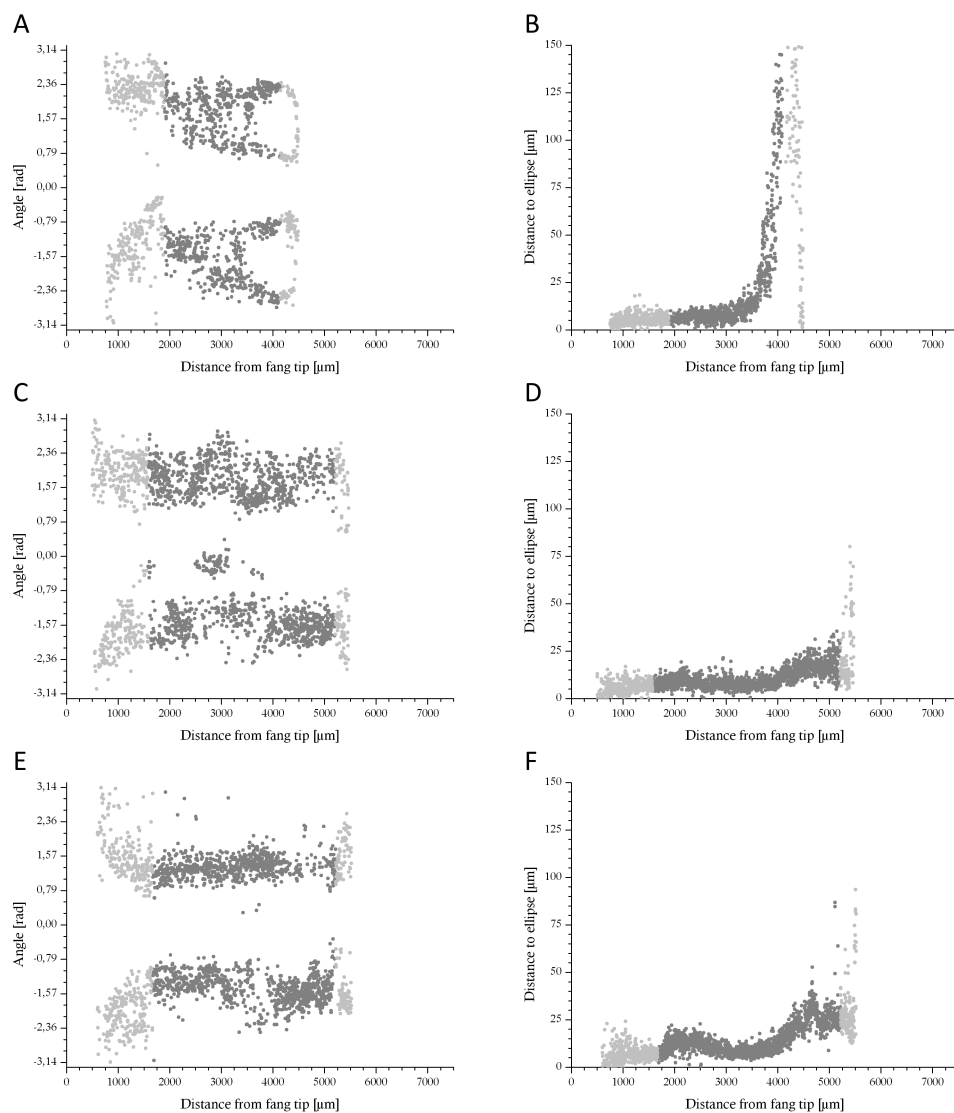 A
B
3,14
2,36
1,57
0,79
0,00
-0,79
-1,57
-2,36
-3,14
Angle [rad]
0 1000 2000 3000 4000 5000 6000 7000
Distance from fang tip [µm]
150
125
100
75
50
25
0
Distance to ellipse [µm]
0 1000 2000 3000 4000 5000 6000 7000
Distance from fang tip [µm]
C
D
3,14
2,36
1,57
0,79
0,00
-0,79
-1,57
-2,36
-3,14
Angle [rad]
0 1000 2000 3000 4000 5000 6000 7000
Distance from fang tip [µm]
150
125
100
75
50
25
0
Distance to ellipse [µm]
0 1000 2000 3000 4000 5000 6000 7000
Distance from fang tip [µm]
E
F
3,14
2,36
1,57
0,79
0,00
-0,79
-1,57
-2,36
-3,14
Angle [rad]
0 1000 2000 3000 4000 5000 6000 7000
Distance from fang tip [µm]
150
125
100
75
50
25
0
Distance to ellipse [µm]
0 1000 2000 3000 4000 5000 6000 7000
Distance from fang tip [µm]